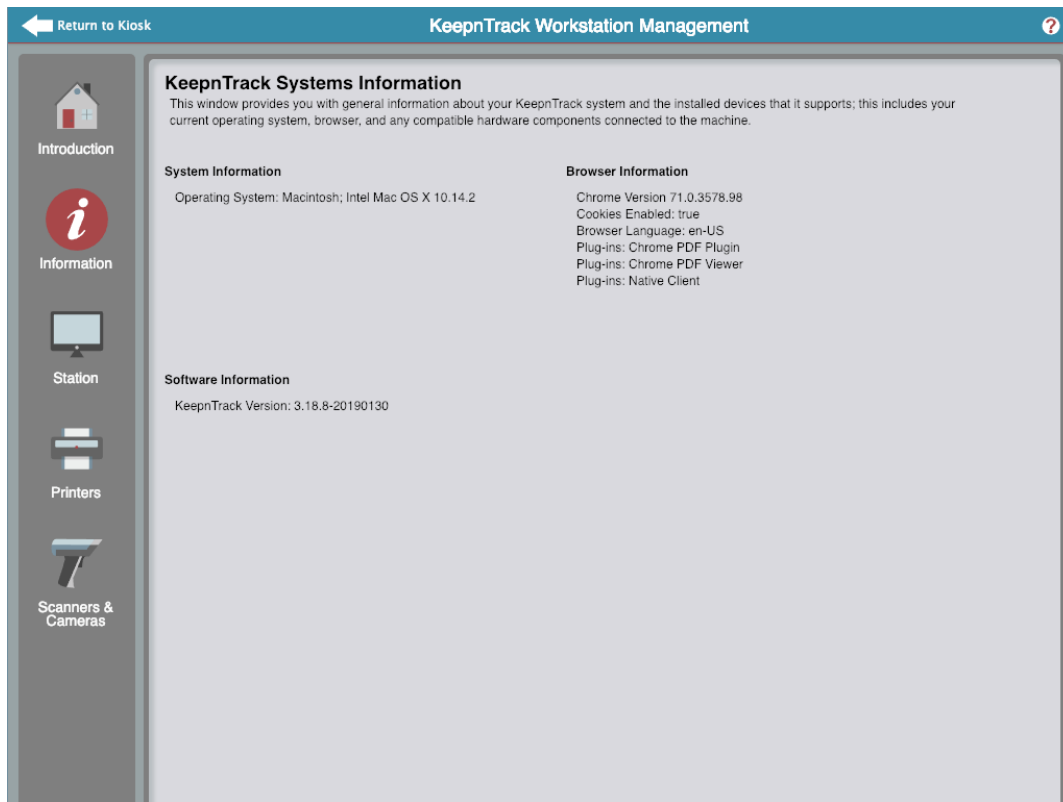 Return to Kiosk
KeepnTrack Workstation Management
?
Introduction
i
Information
Station
Printers
Scanners &
Cameras
KeepnTrack Systems Information
This window provides you with general information about your KeepnTrack system and the installed devices that it supports; this includes your
current operating system, browser, and any compatible hardware components connected to the machine.
System Information
Operating System: Macintosh; Intel Mac OS X 10.14.2
Browser Information
Chrome Version 71.0.3578.98
Cookies Enabled: true
Browser Language: en-US
Plug-ins: Chrome PDF Plugin
Plug-ins: Chrome PDF Viewer
Plug-ins: Native Client
Software Information
KeepnTrack Version: 3.18.8-20190130